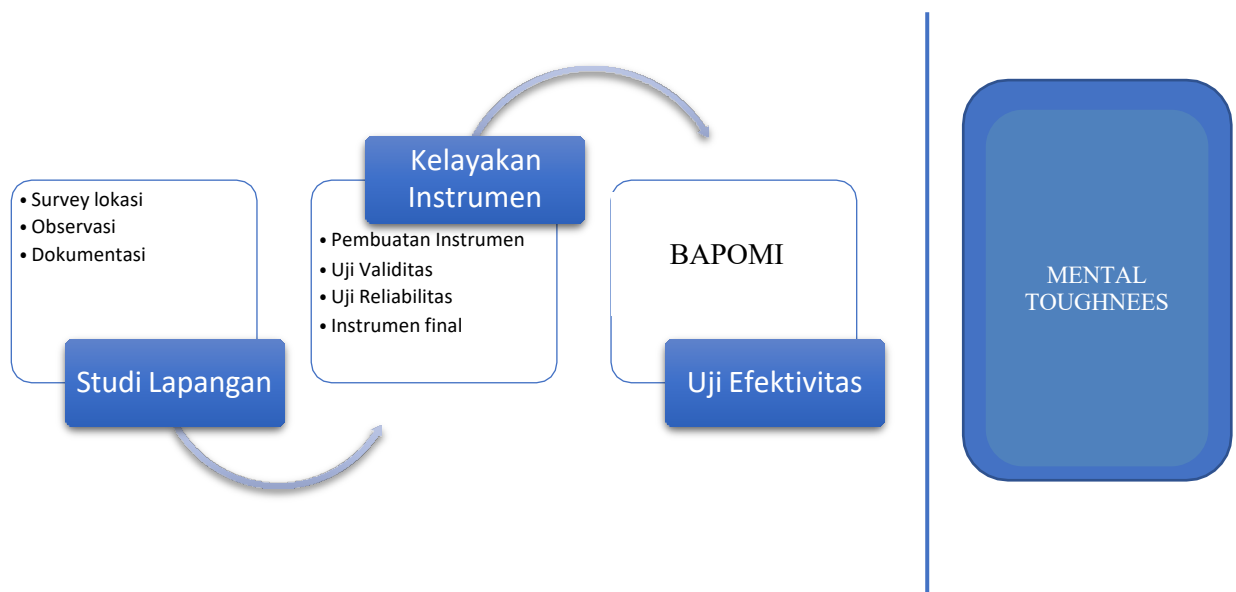 • Survey lokasi
• Observasi
• Dokumentasi
Studi Lapangan
Kelayakan
Instrumen
• Pembuatan Instrumen
• Uji Validitas
• Uji Reliabilitas
• Instrumen final
BAPOMI
Uji Efektivitas
MENTAL
TOUGHNEES